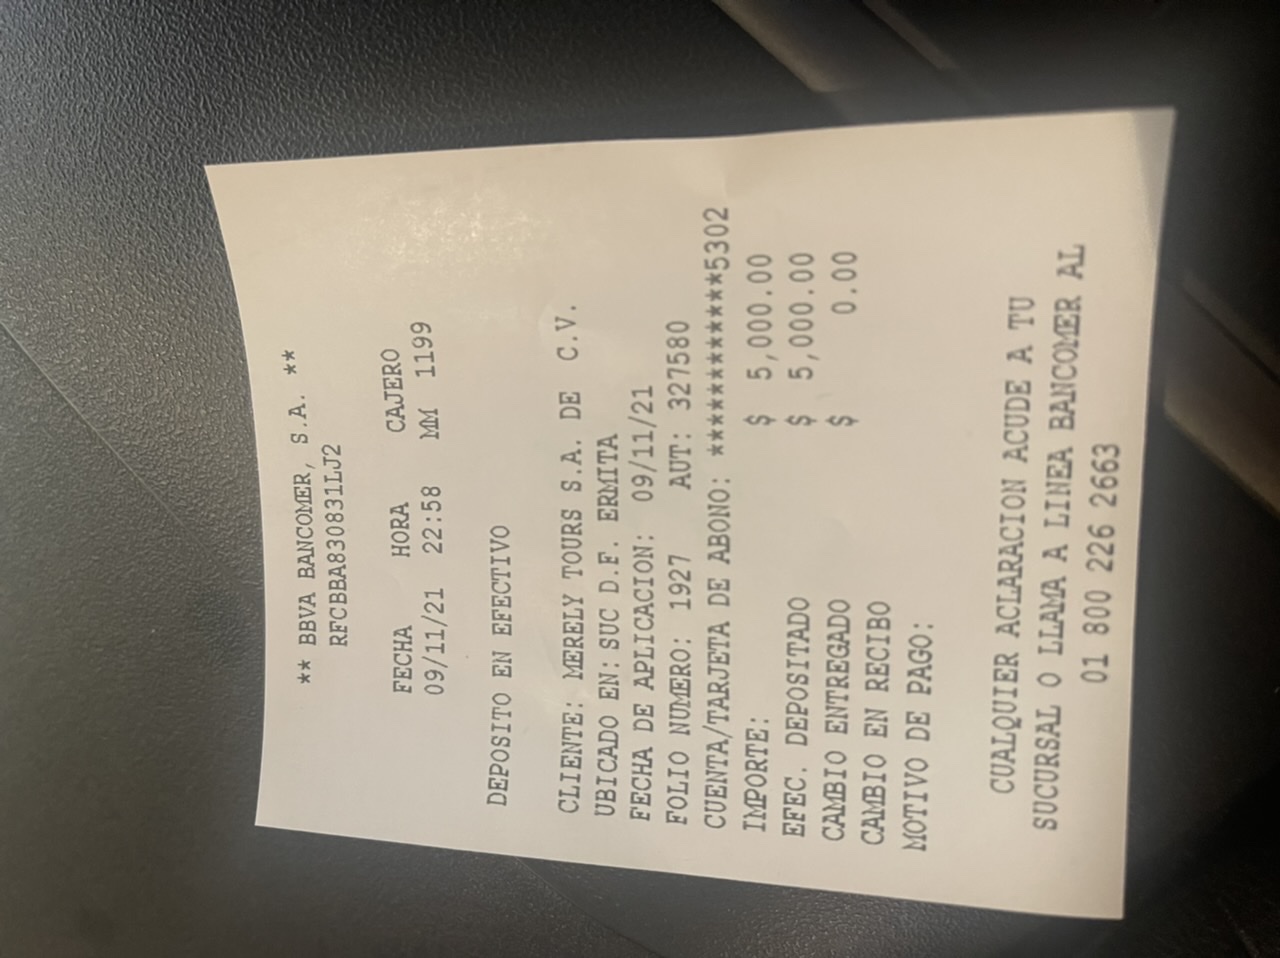 ** BBVA BANCOMER, S.A. **
RFCBBA830831LJ2
FECHA HORA CAJERO
09/11/21 22:58 MM 1199
DEPOSITO EN EFECTIVO
CLIENTE: MERELY TOURS S.A. DE C.V.
UBICADO EN: SUC D.F. ERMITA
FECHA DE APLICACION: 09/11/21
FOLIO NUMERO: 1927 AUT: 327580
CUENTA/TARJETA DE ABONO: ************5302
IMPORTE: $ 5,000.00
EFEC. DEPOSITADO $ 5,000.00
CAMBIO ENTREGADO $ 0.00
CAMBIO EN RECIBO
MOTIVO DE PAGO:
CUALQUIER ACLARACION ACUDE A TU
SUCURSAL O LLAMA A LINEA BANCOMER AL
01 800 226 2663